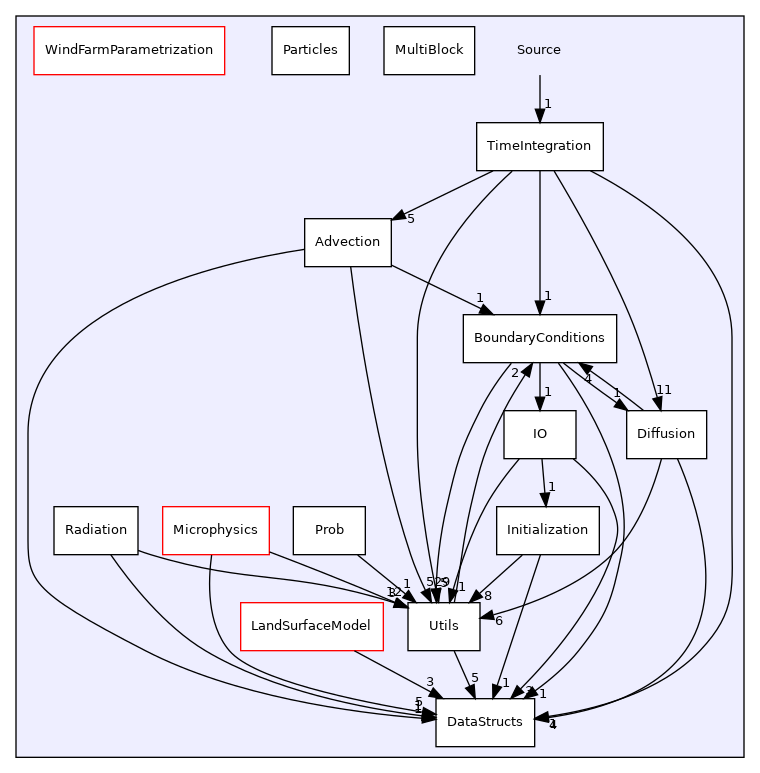 WindFarmParametrization
Particles
MultiBlock
Source
1
TimeIntegration
5
Advection
1
1
BoundaryConditions
2
4
1
11
1
IO
Diffusion
1
Radiation
Microphysics
Prob
Initialization
1
1
8
6
LandSurfaceModel
Utils
3
5
1
1
DataStructs